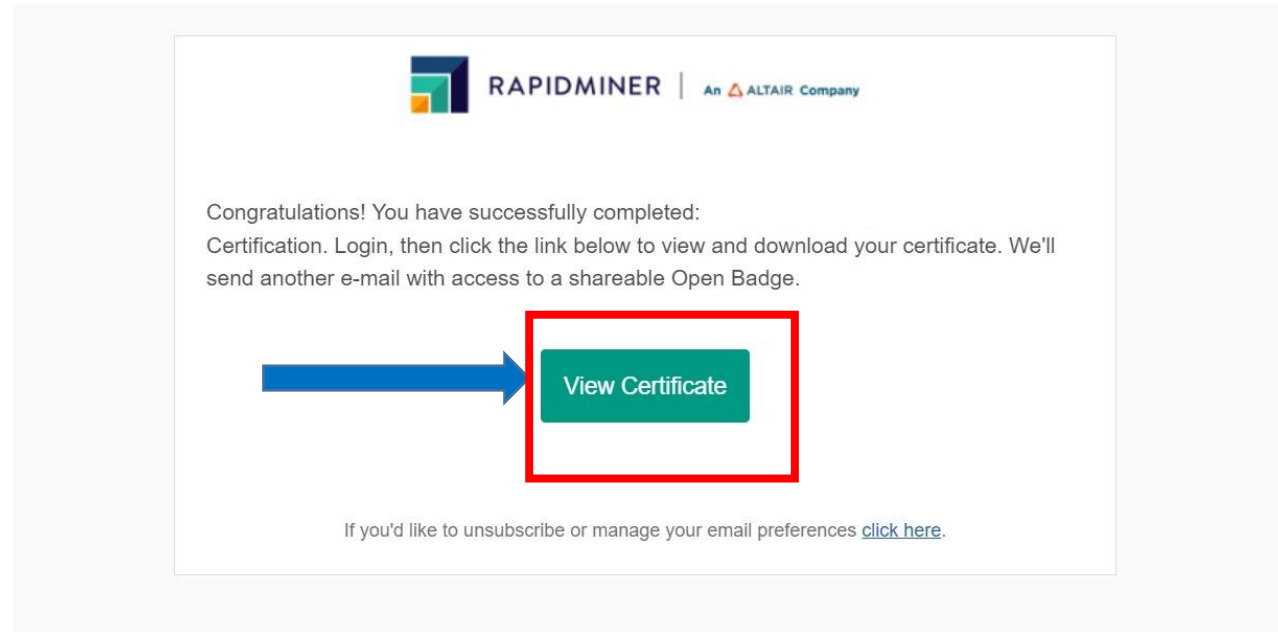 RAPIDMINER | An ALTAIR Company
Congratulations! You have successfully completed:
Certification. Login, then click the link below to view and download your certificate. We'll
send another e-mail with access to a shareable Open Badge.
View Certificate
If you'd like to unsubscribe or manage your email preferences click here.